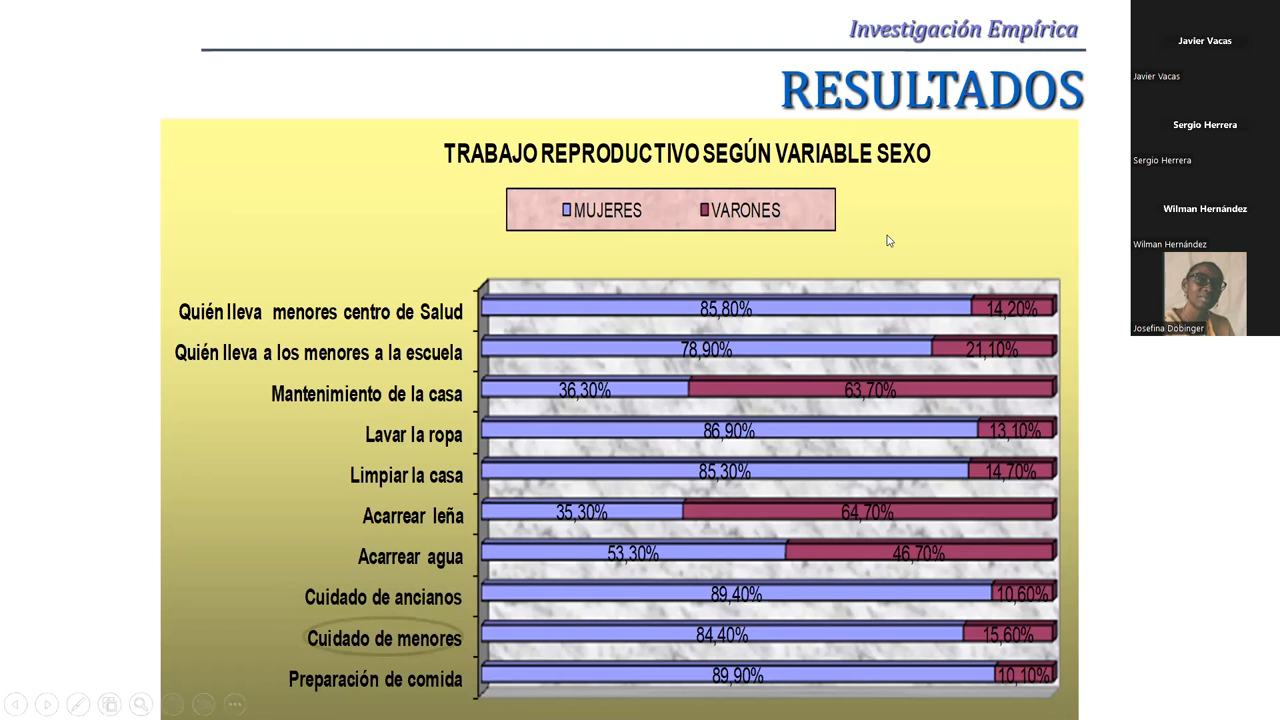 Investigación Empírica
RESULTADOS
TRABAJO REPRODUCTIVO SEGÚN VARIABLE SEXO
MUJERES VARONES
Quién lleva menores centro de Salud 85,80% 14,20%
Quién lleva a los menores a la escuela 78,90% 21,10%
Mantenimiento de la casa 36,30% 63,70%
Lavar la ropa 86,90% 13,10%
Limpiar la casa 85,30% 14,70%
Acarrear leña 35,30% 64,70%
Acarrear agua 53,30% 46,70%
Cuidado de ancianos 89,40% 10,60%
Cuidado de menores 84,40% 15,60%
Preparación de comida 89,90% 10,10%
Javier Vacas
Javier Vacas
Sergio Herrera
Sergio Herrera
Wilman Hernández
Wilman Hernández
Josefina Dobinger